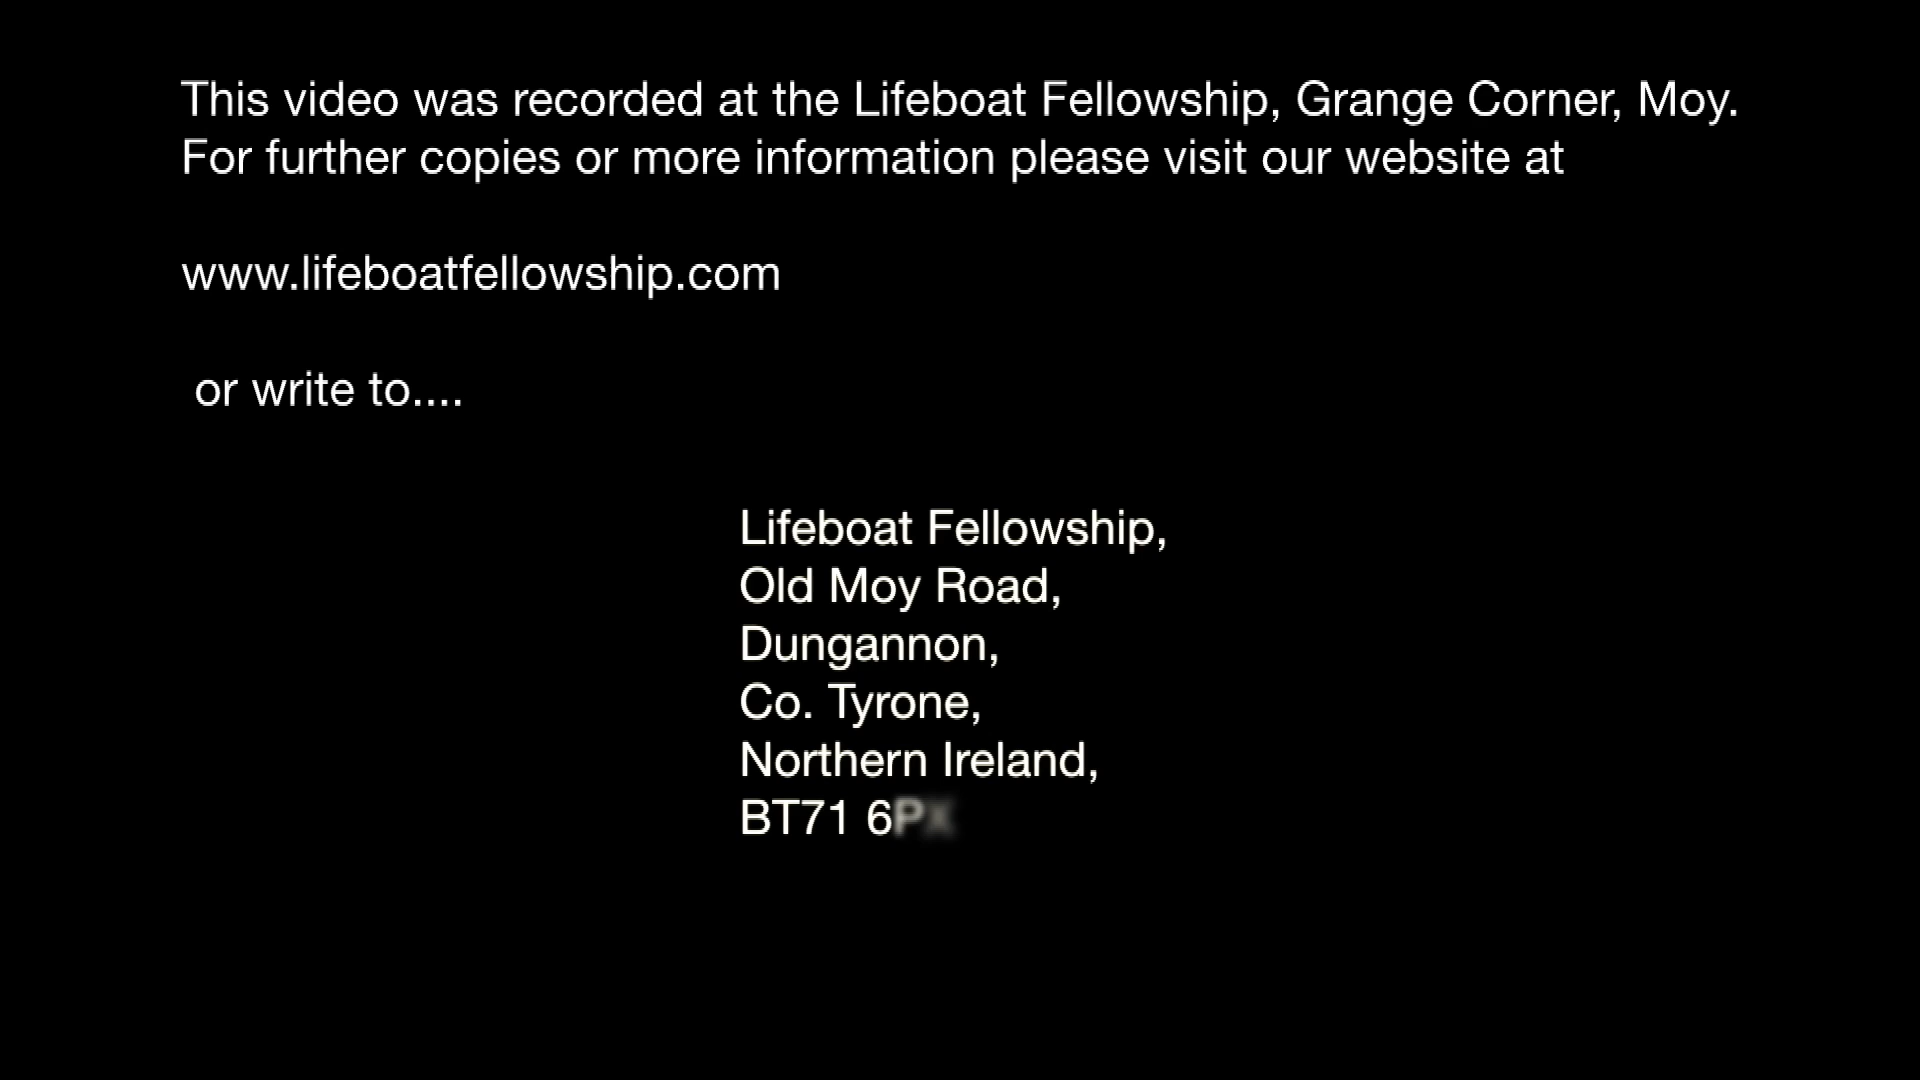 This video was recorded at the Lifeboat Fellowship, Grange Corner, Moy.
For further copies or more information please visit our website at
www.lifeboatfellowship.com
or write to....
Lifeboat Fellowship,
Old Moy Road,
Dungannon,
Co. Tyrone,
Northern Ireland,
BT71